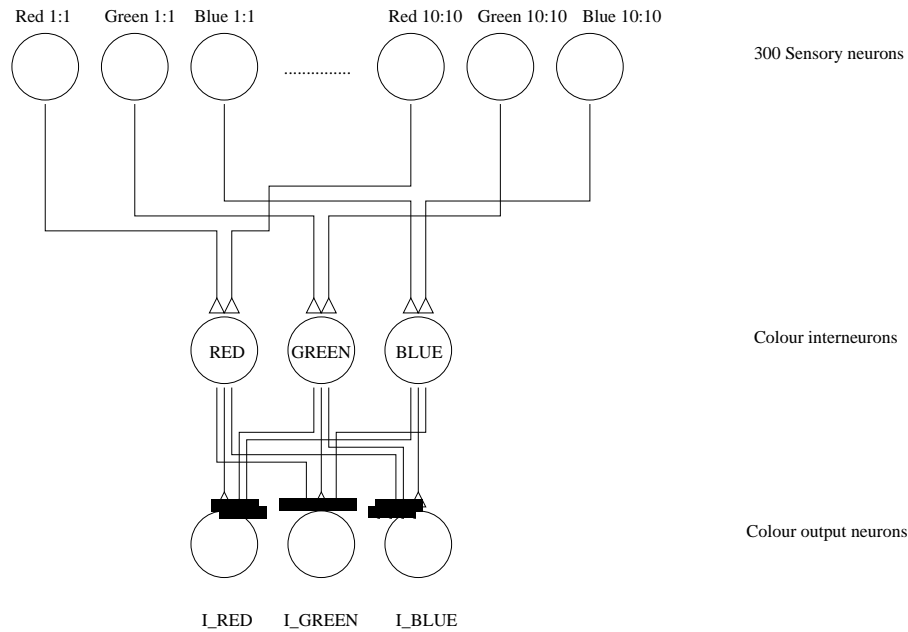 Red 1:1 Green 1:1 Blue 1:1 Red 10:10 Green 10:10 Blue 10:10
300 Sensory neurons
...............
RED GREEN BLUE
Colour interneurons
Colour output neurons
I_RED I_GREEN I_BLUE